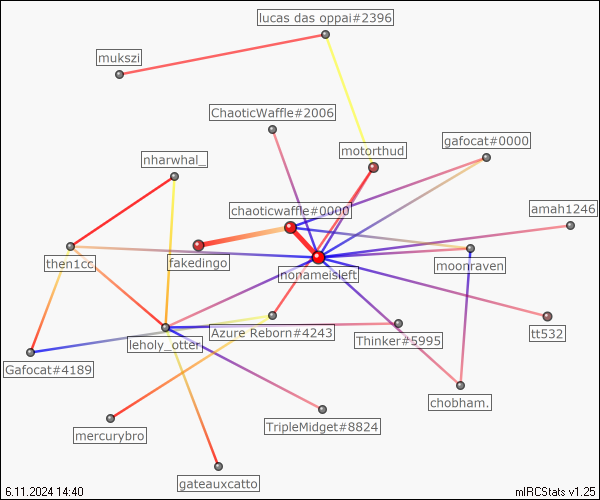 lucas das oppai#2396
mukszi
ChaoticWaffle#2006
gafocat#0000
motorthud
nharwhal_
chaoticwaffle#0000
amah1246
then1cc
fakedingo
nonameisleft
moonraven
Azure Reborn#4243
leholy_otter
Thinker#5995
tt532
Gafocat#4189
chobham.
mercurybro
TripleMidget#8824
gateauxcatto
6.11.2024 14:40
mIRCStats v1.25